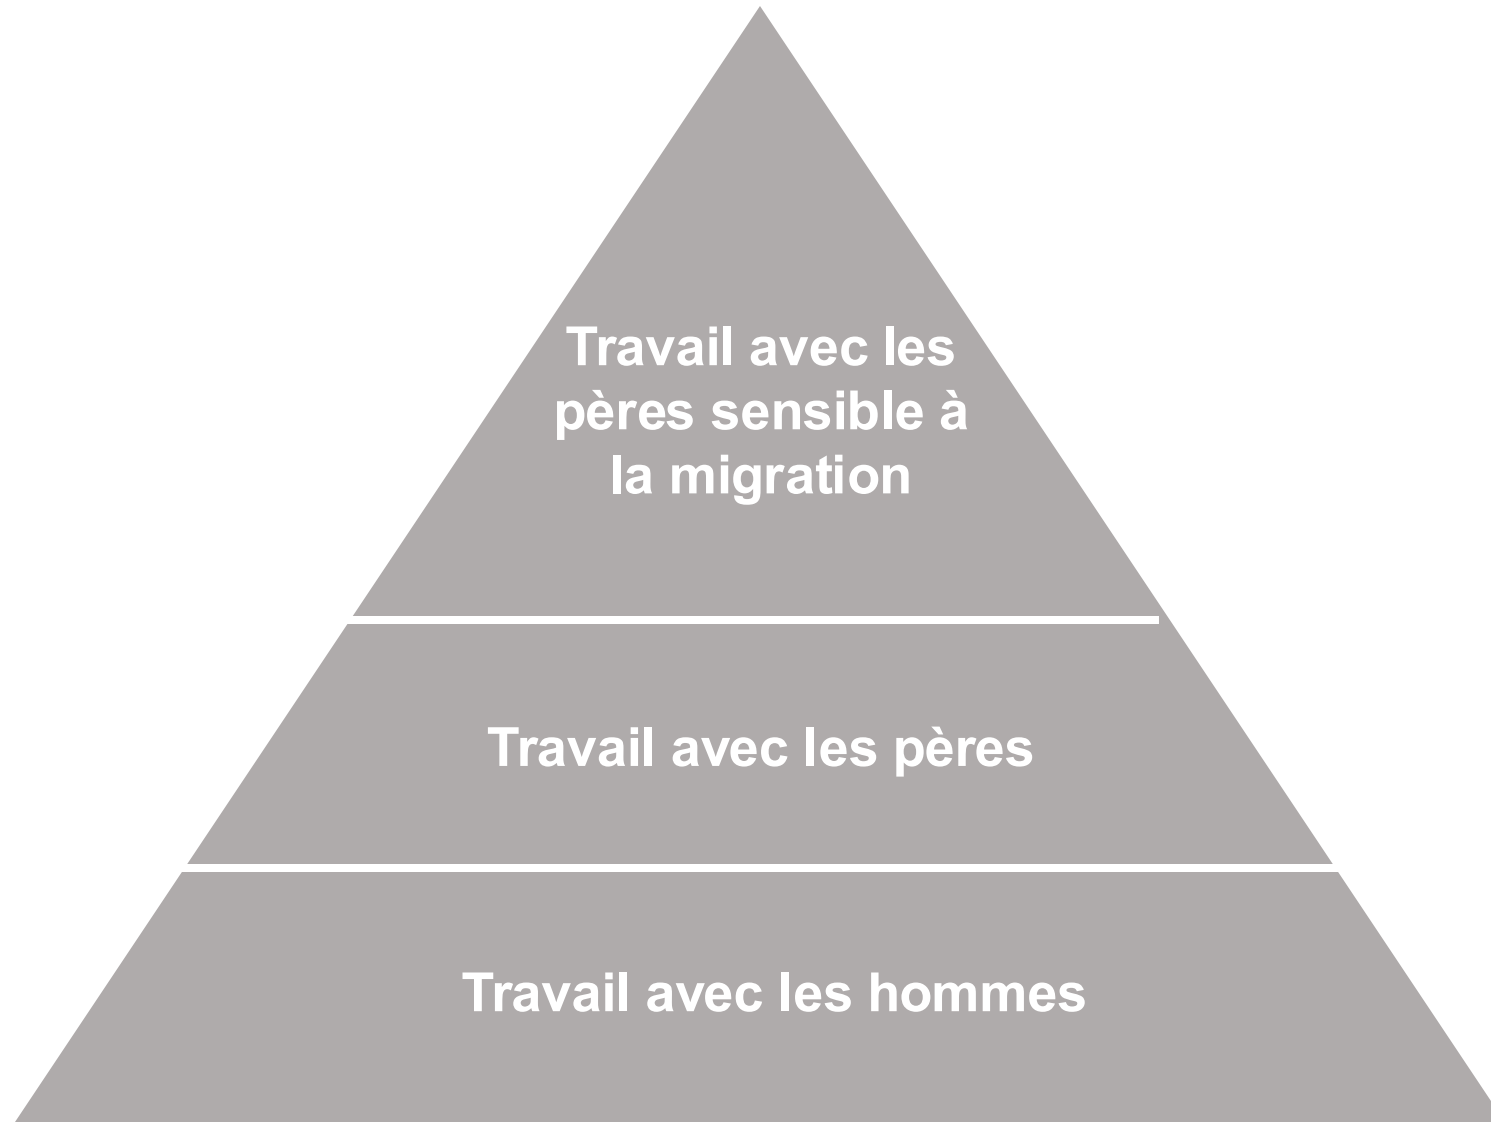 Travail avec les
pères sensible à
la migration
Travail avec les pères
Travail avec les hommes